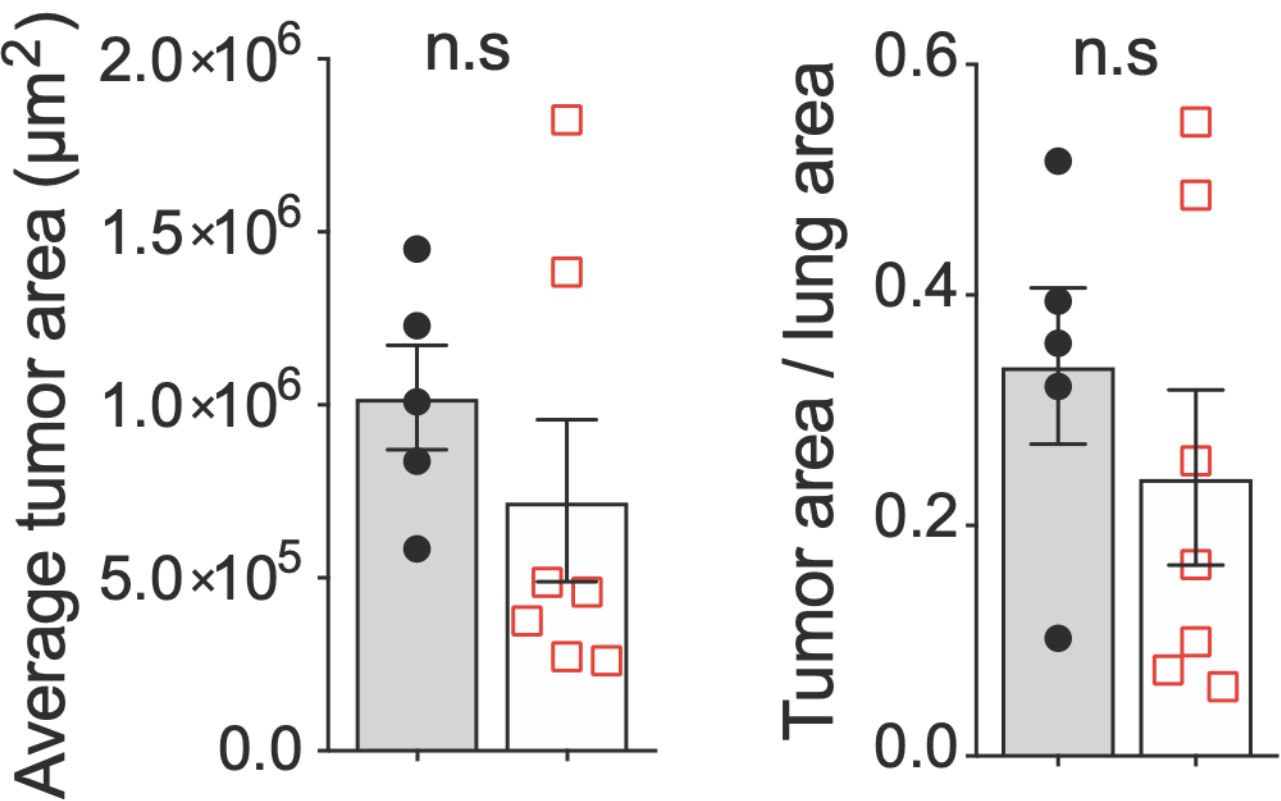 Average tumor area (μm²)
2.0×10⁶
1.5×10⁶
1.0×10⁶
5.0×10⁵
0.0
n.s
Tumor area / lung area
0.6
0.4
0.2
0.0
n.s